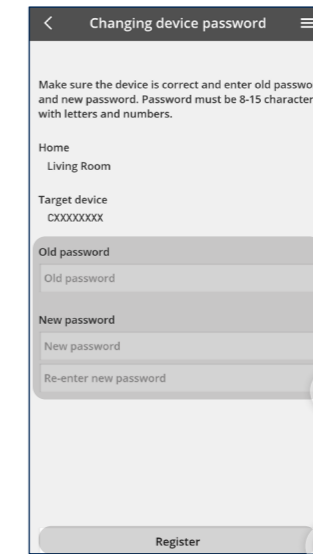 Changing device password
Make sure the device is correct and enter old passwo
and new password. Password must be 8-15 character
with letters and numbers.
Home
Living Room
Target device
CXXXXXXXX
Old password
Old password
New password
New password
Re-enter new password
Register